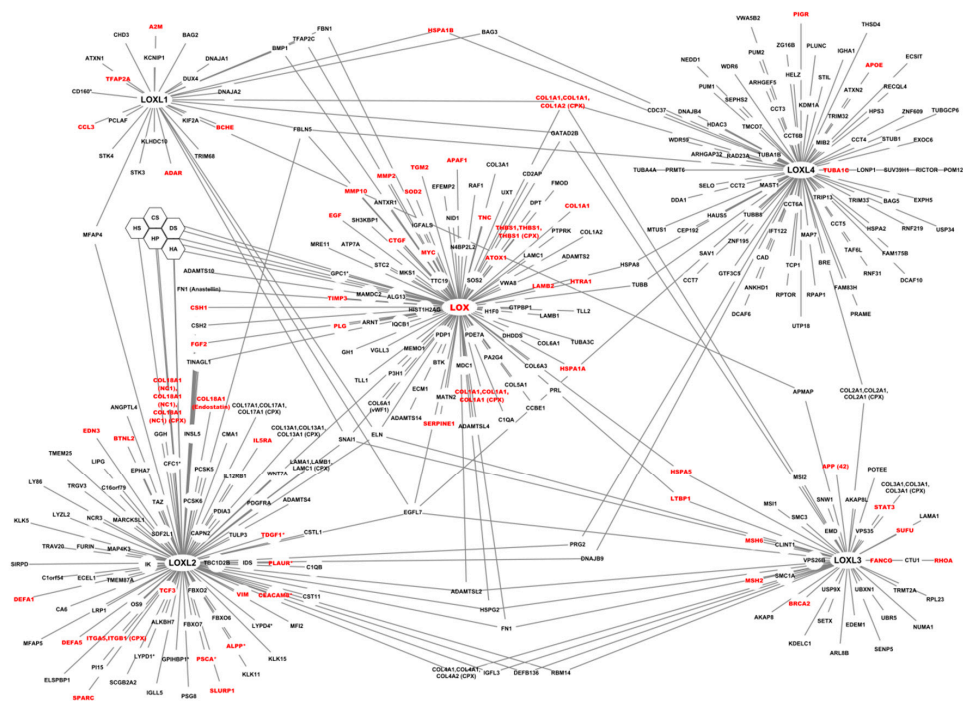 A2M
CHD3
BAG2
ATXN1
KCNIP1
DNAJA1
TFAP2A
DUX4
CD160*
LOXL1
DNAJA2
PCLAF
KIF2A
CCL3
KLHDC10
BCHE
STK4
TRIM68
STK3
ADAR
MFAP4
FBN1
TFAP2C
BMP1
HSPA1B
BAG3
COL1A1,COL1A1,
COL1A2 (CPX)
GATAD2B
FBLN5
CS
HS
DS
HP
HA
PIGR
VWA5B2
THSD4
ZG16B
PLUNC
PUM2
IGHA1
ECSIT
NEDD1
WDR6
HELZ
STIL
APOE
ARHGEF5
PUM1
ATXN2
RECQL4
SEPHS2
CCT3
KDM1A
TRIM32
HPS3
ZNF609
TUBGCP6
CDC37
DNAJB4
TMCO7
CCT6B
HDAC3
MIB2
CCT4
STUB1
EXOC6
WDR59
TUBA1B
ARHGAP32
RAD23A
TUBA4A
PRMT6
LOXL4
TUBA1C
LONP1
SUV39H1
RICTOR
POM121
SELO
CCT2
MAST1
TRIP13
TRIM33
BAG5
EXPH5
DDA1
CCT6A
HAUS5
TUBB8
CCT5
HSPA2
RNF219
USP34
MTUS1
CEP192
IFT122
MAP7
TAF6L
FAM175B
ZNF195
SAV1
CAD
BRE
RNF31
CCT7
GTF3C5
TCP1
FAM83H
DCAF10
ANKHD1
RPTOR
RPAP1
PRAME
DCAF6
UTP18
APAF1
TGM2
COL3A1
MMP2
CD2AP
MMP10
SOD2
EFEMP2
RAF1
UXT
FMOD
ANTXR1
DPT
EGF
NID1
TNC
COL1A1
SH3KBP1
IGFALS
THBS1,THBS1,
THBS1 (CPX)
PTPRK
CTGF
N4BP2L2
COL1A2
MRE11
ATP7A
MYC
ATOX1
LAMC1
ADAMTS2
STC2
SOS2
HSPA8
ADAMTS10
GPC1*
MKS1
TTC19
VWA8
HTRA1
TUBB
FN1 (Anastellin)
MAMDC2
ALG13
LAMB2
TIMP3
CSH1
HIST1H2AG
LOX
H1F0
GTPBP1
TLL2
LAMB1
CSH2
PLG
ARNT
IQCB1
PDP1
PDE7A
DHDDS
TUBA3C
FGF2
COL6A1
GH1
VGLL3
MEMO1
PA2G4
TINAGL1
MDC1
COL6A3
HSPA1A
P3H1
BTK
TLL1
COL5A1
PRL
ECM1
COL1A1,COL1A1,
COL1A1 (CPX)
COL6A1
(vWF1)
MATN2
CCBE1
ADAMTS14
SERPINE1
C1QA
ADAMTSL4
SNAI1
ELN
COL18A1
(NC1),
COL18A1
(NC1),
COL18A1
(NC1) (CPX)
COL18A1
(Endostatin)
COL17A1,COL17A1,
COL17A1 (CPX)
ANGPTL4
EDN3
BTNL2
GGH
INSL5
CMA1
IL5RA
COL13A1,COL13A1,
COL13A1 (CPX)
TMEM25
LIPG
CFC1*
PCSK5
LAMA1,LAMB1,
LAMC1 (CPX)
EPHA7
IL12RB1
WNT7A
LY86
TRGV3
C16orf79
TAZ
PCSK6
PDGFRA
ADAMTS4
LYZL2
PDIA3
MARCKSL1
KLK5
NCR3
SDF2L1
CAPN2
TULP3
CSTL1
TDGF1*
TRAV20
FURIN
MAP4K3
SIRPD
IK
LOXL2
TBC1D2B
IDS
PLAUR*
C1QB
C1orf54
ECEL1
TMEM87A
DEFA1
TCF3
FBXO2
VIM
CEACAM8*
CST11
CA6
LRP1
OS9
ALKBH7
FBXO6
LYPD4*
MFI2
MFAP5
DEFA5
ITGA5,ITGB1 (CPX)
FBXO7
ALPP*
KLK15
PI15
LYPD1*
GPIHBP1*
PSCA*
KLK11
ELSPBP1
SCGB2A2
SPARC
IGLL5
PSG8
SLURP1
EGFL7
PRG2
DNAJB9
ADAMTSL2
HSPG2
FN1
COL4A1,COL4A1,
COL4A2 (CPX)
IGFL3
DEFB136
RBM14
APMAP
COL2A1,COL2A1,
COL2A1 (CPX)
HSPA5
LTBP1
MSI2
APP (42)
POTEE
COL3A1,COL3A1,
COL3A1 (CPX)
MSI1
SNW1
AKAP8L
STAT3
SMC3
LAMA1
EMD
VPS35
SUFU
MSH6
CLINT1
VPS26B
LOXL3
FANCO
CTU1
RHOA
MSH2
SMC1A
USP9X
UBXN1
TRMT2A
RPL23
AKAP8
BRCA2
SETX
UBR5
NUMA1
KDELC1
EDEM1
SENP5
ARL8B